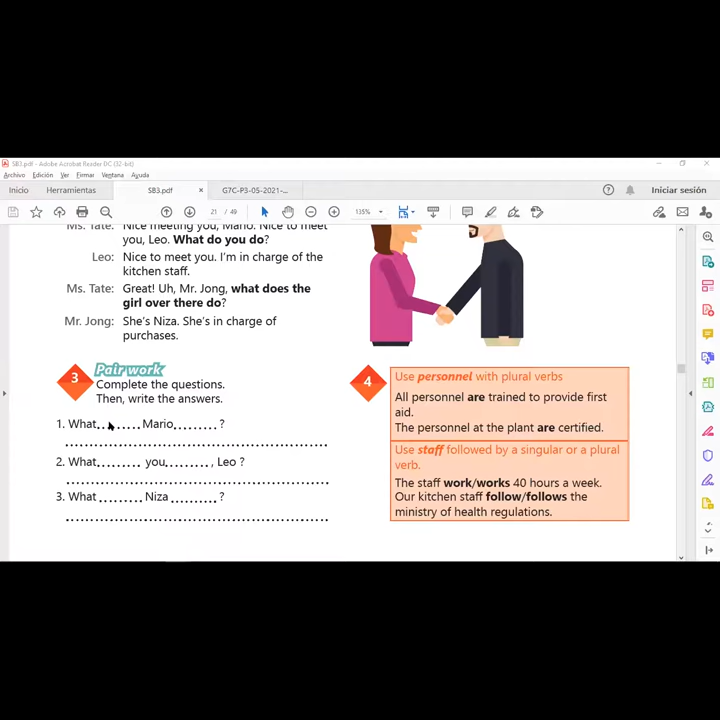 SB3.pdf - Adobe Acrobat Reader DC (32-bit)
Archivo Edición Ver Firmar Ventana Ayuda
Inicio Herramientas SB3.pdf × G7C-P3-05-2021-... Iniciar sesión
21 / 49 135%
Ms. Tate: Nice meeting you, Mario. Nice to meet
you, Leo. What do you do?
Leo: Nice to meet you. I'm in charge of the
kitchen staff.
Ms. Tate: Great! Uh, Mr. Jong, what does the
girl over there do?
Mr. Jong: She's Niza. She's in charge of
purchases.
3 Pair work
Complete the questions.
Then, write the answers.
1. What.......... Mario.......... ?
2. What.......... you.........., Leo ?
3. What .......... Niza .......... ?
4
Use personnel with plural verbs
All personnel are trained to provide first
aid.
The personnel at the plant are certified.
Use staff followed by a singular or a plural
verb.
The staff work/works 40 hours a week.
Our kitchen staff follow/follows the
ministry of health regulations.